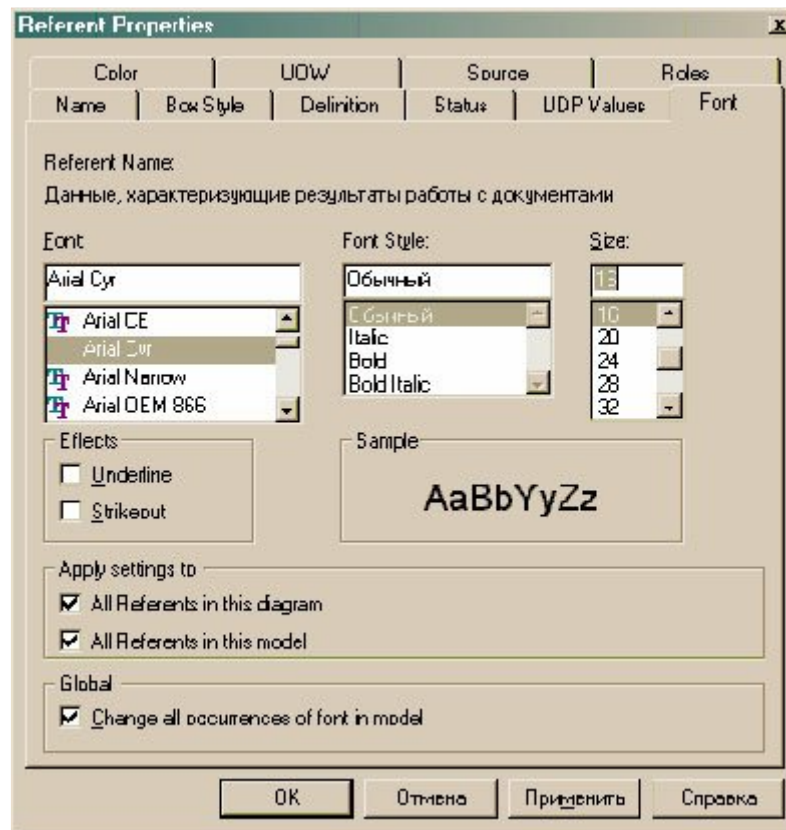 Referent Properties
Color UOW Source Roles
Name Box Style Definition Status UDP Values Font
Referent Name:
Данные, характеризующие результаты работы с документами
Font Font Style: Size:
Arial Cyr Обычный
Arial CE
Arial Cyr
Arial Narrow
Arial OEM 866
Обычный
Italic
Bold
Bold Italic
20
24
28
32
Effects
Underline
Strikeout
Sample
AaBbYyZz
Apply settings to
All Referents in this diagram
All Referents in this model
Global
Change all occurrences of font in model
OK Отмена Применить Справка